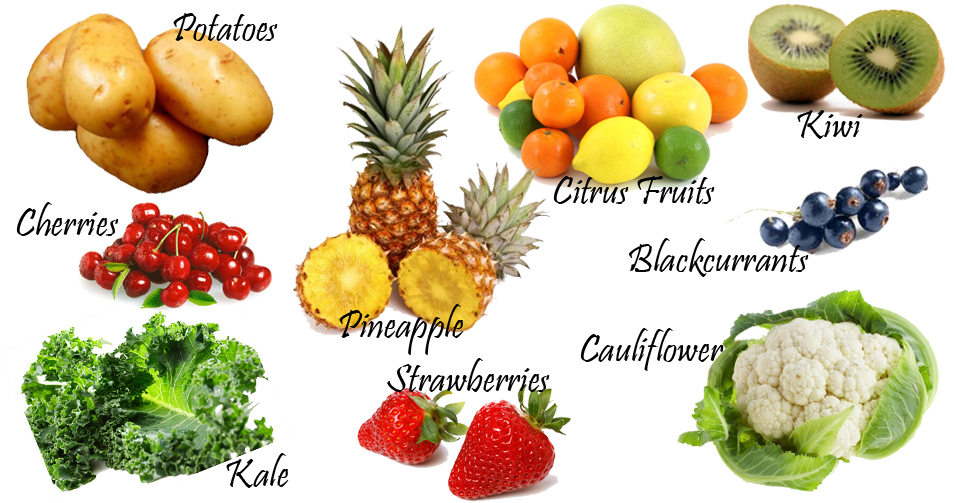 Potatoes
Citrus Fruits
Kiwi
Cherries
Pineapple
Blackcurrants
Kale
Strawberries
Cauliflower